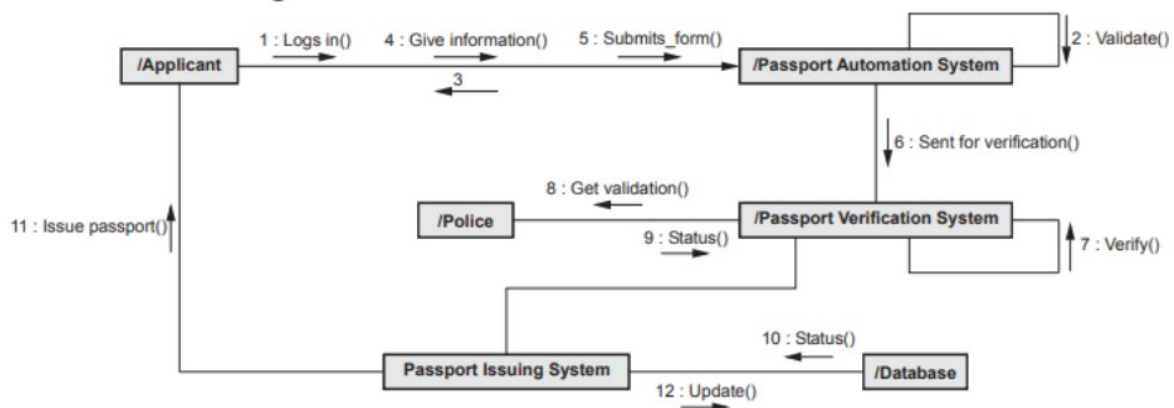 1 : Logs in()
4 : Give information()
5 : Submits_form()
2 : Validate()
/Applicant
/Passport Automation System
3
6 : Sent for verification()
8 : Get validation()
11 : Issue passport()
/Police
/Passport Verification System
9 : Status()
7 : Verify()
10 : Status()
Passport Issuing System
/Database
12 : Update()